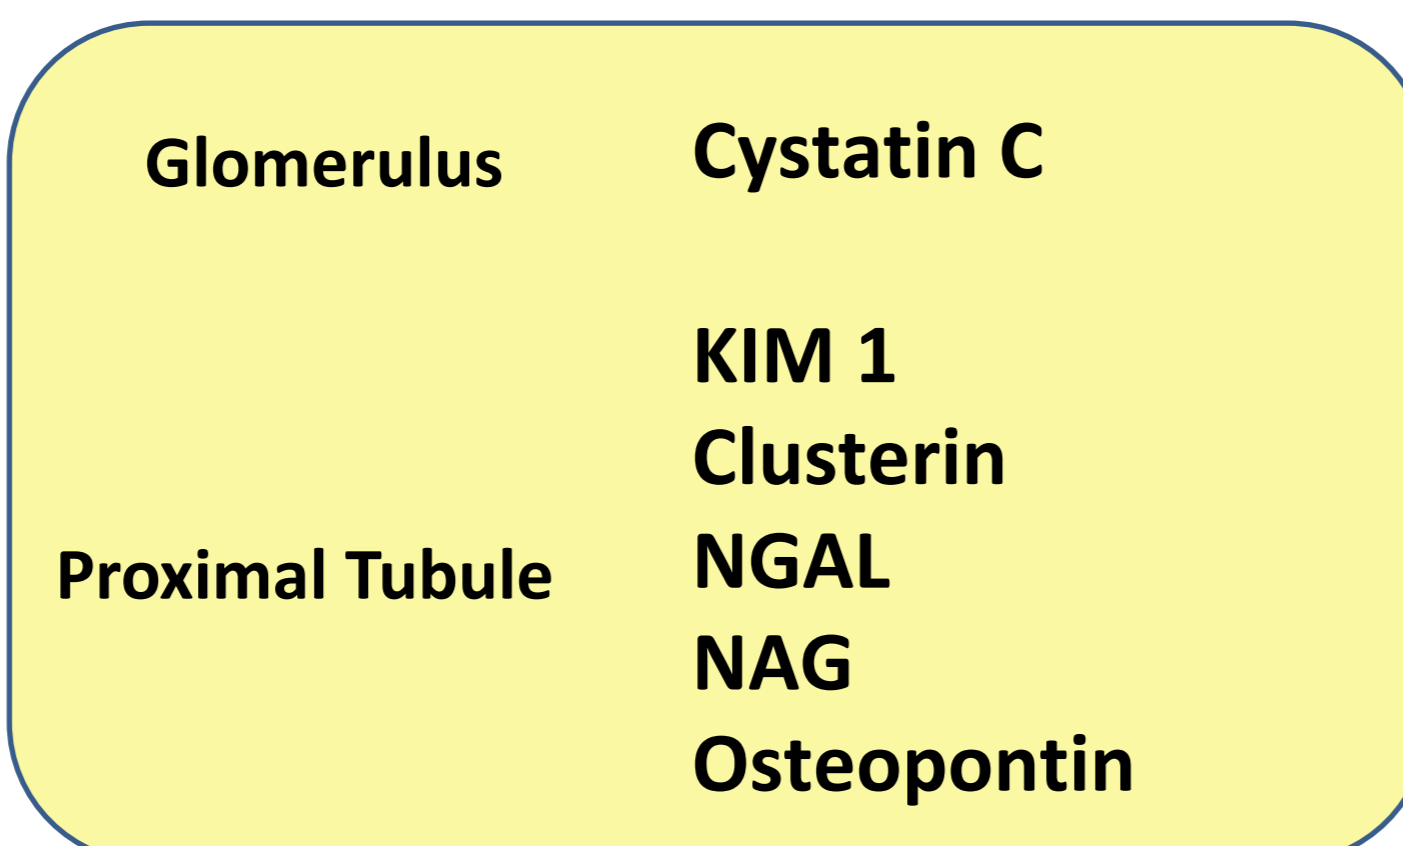 Glomerulus
Cystatin C
KIM 1
Clusterin
Proximal Tubule
NGAL
NAG
Osteopontin